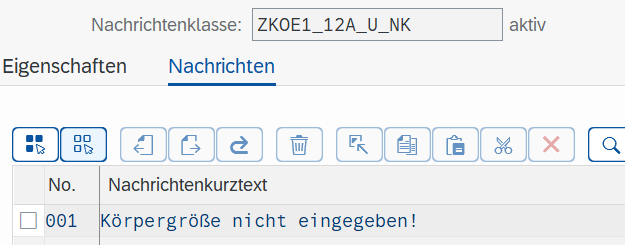 Nachrichtenklasse: ZKOE1_12A_U_NK aktiv
Eigenschaften Nachrichten
No. Nachrichtenkurztext
001 Körpergröße nicht eingegeben!